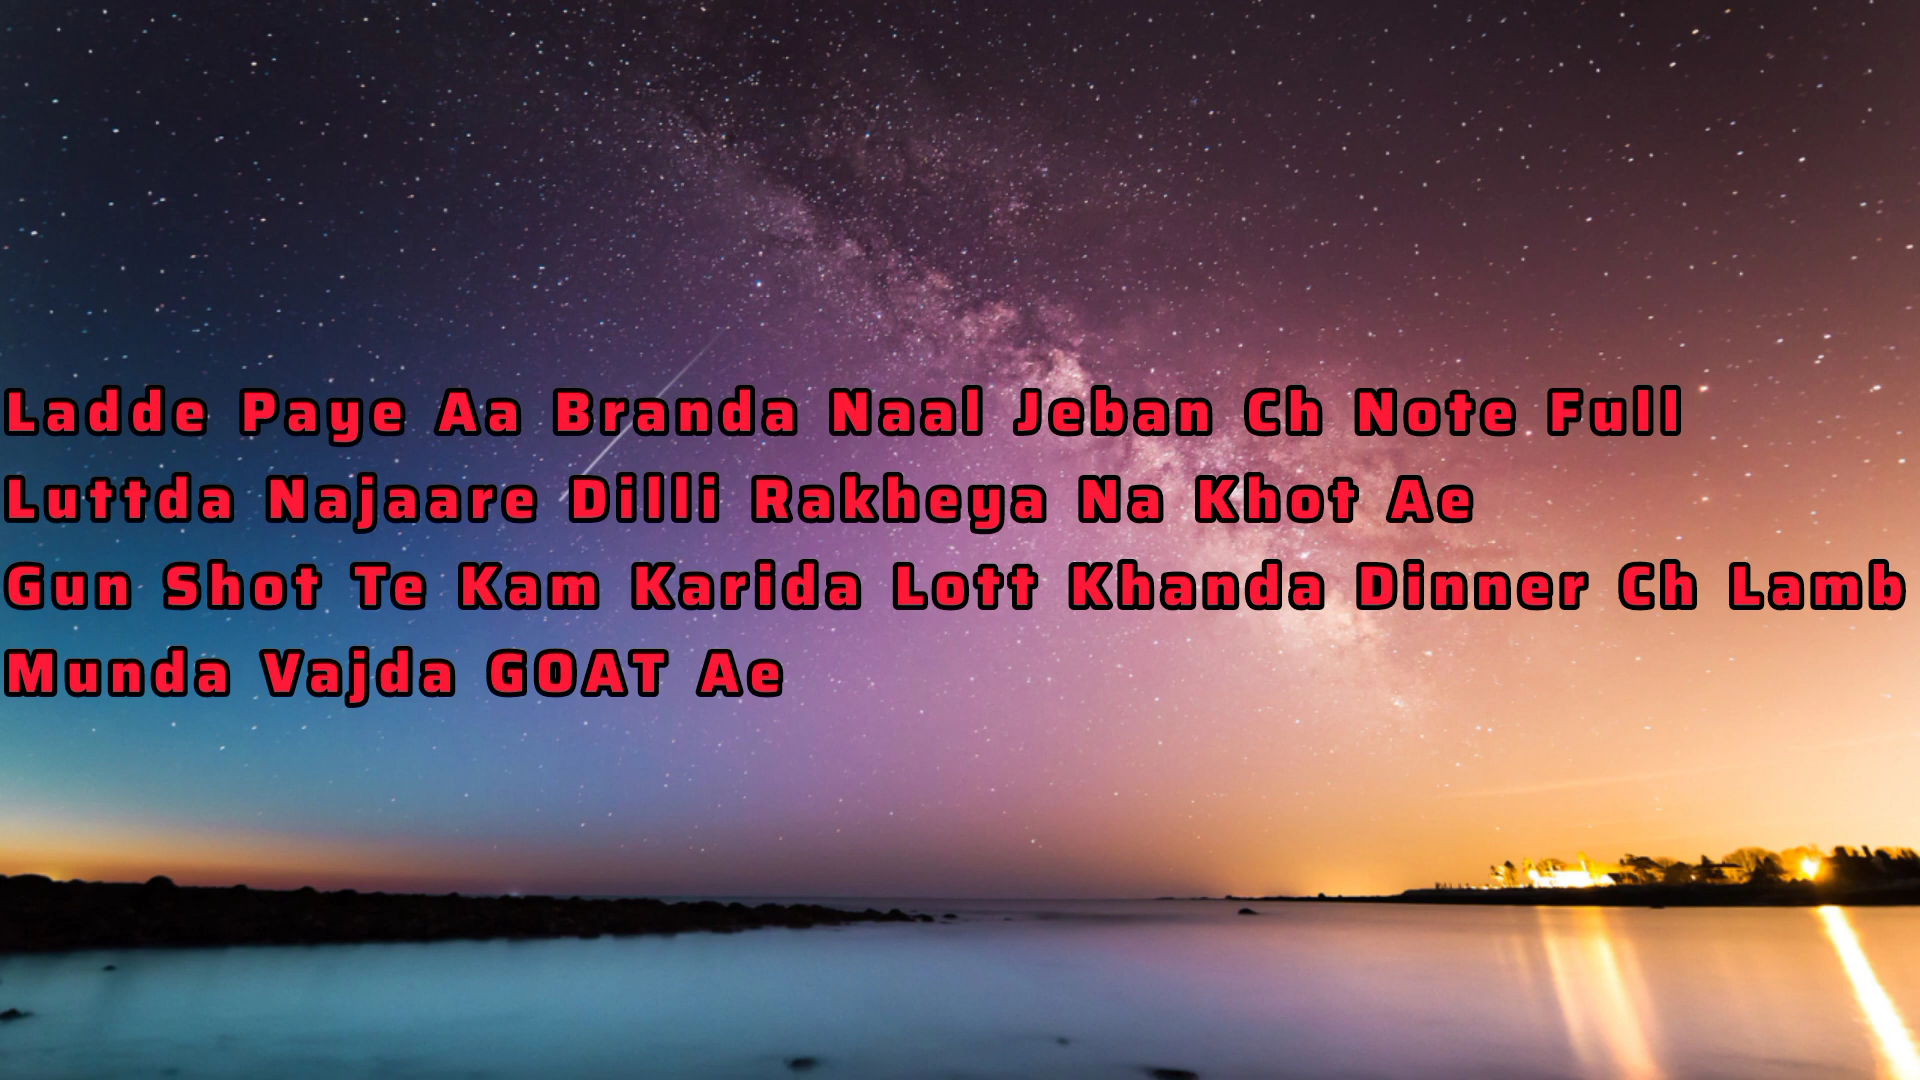 Ladde Paye Aa Branda Naal Jeban Ch Note Full
Luttda Najaare Dilli Rakheya Na Khot Ae
Gun Shot Te Kam Karida Lott Khanda Dinner Ch Lamb
Munda Vajda GOAT Ae